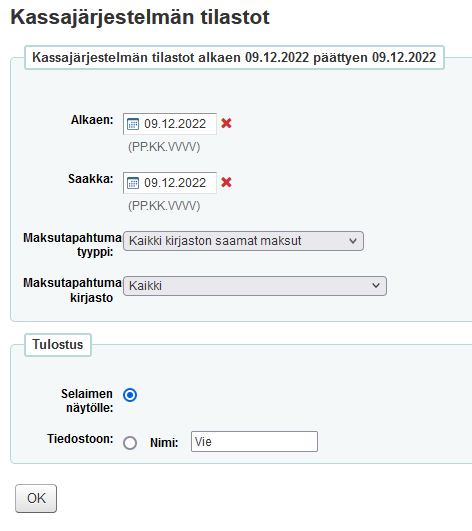 Kassajärjestelmän tilastot
Kassajärjestelmän tilastot alkaen 09.12.2022 päättyen 09.12.2022
Alkaen: 09.12.2022
(PP.KK.VVVV)
Saakka: 09.12.2022
(PP.KK.VVVV)
Maksutapahtuman Kaikki kirjaston saamat maksut
tyyppi:
Maksutapahtuman Kaikki
kirjasto
Tulostus
Selaimen
näytölle:
Tiedostoon: Nimi: Vie
OK